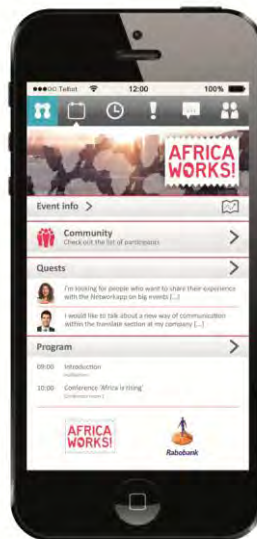 Telfort 12:00 100%
AFRICA
WORKS!
Event info >
Community
Check out the list of participants
Quests
I'm looking for people who want to share their experience
with the Networkapp on big events [...]
I would like to talk about a new way of communication
within the translate section at my company [...]
Program
09:00 Introduction
10:00 Conference 'Africa is thing'
AFRICA
WORKS!
Rabobank